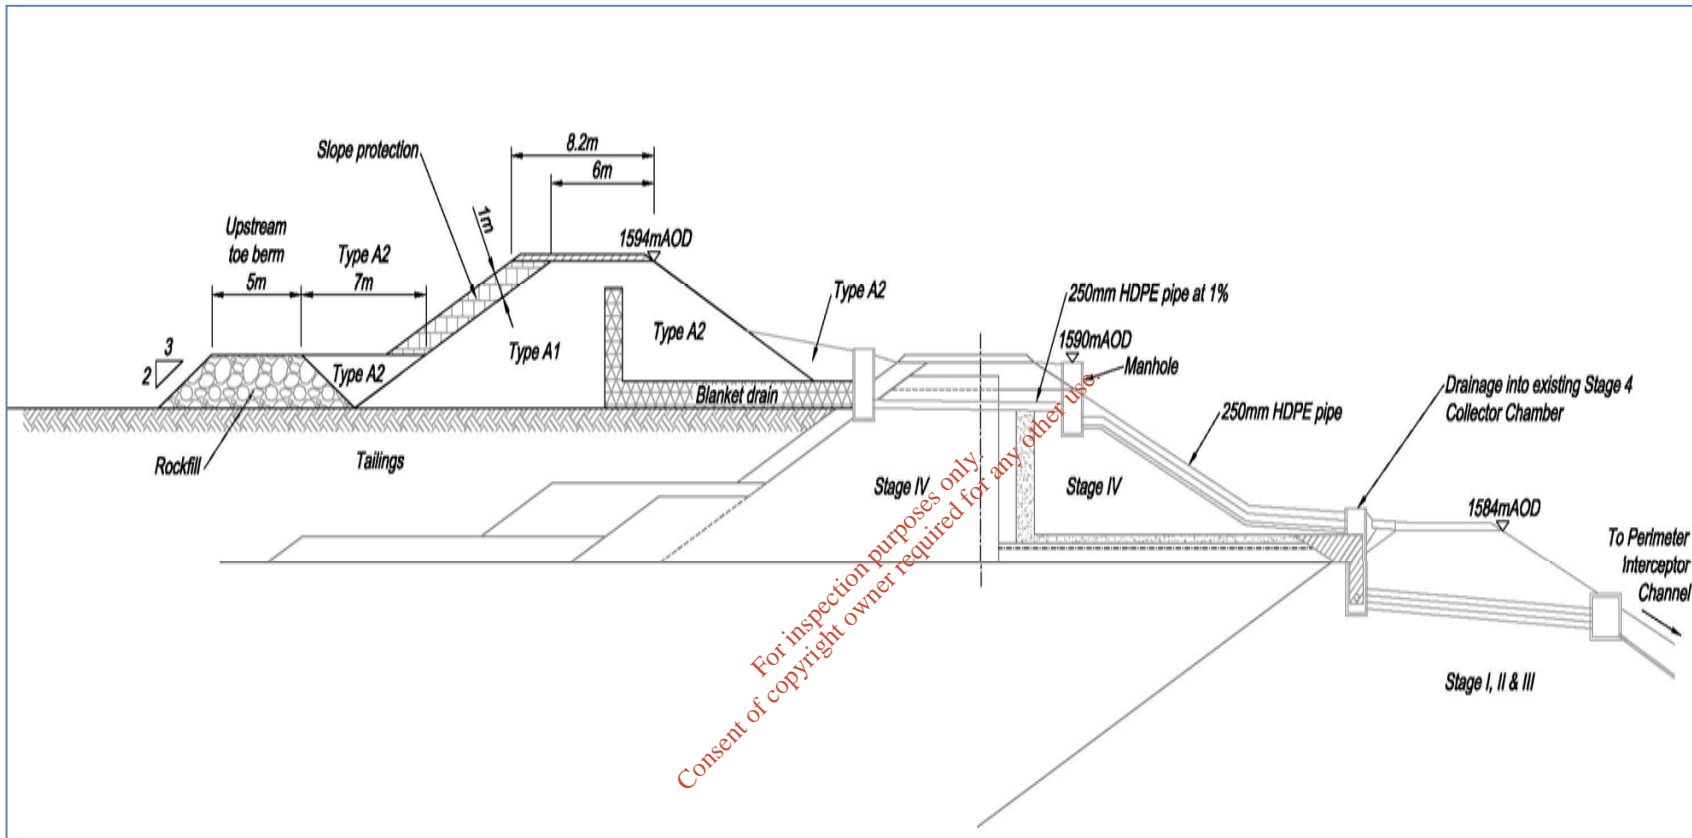 8.2m
6m
Slope protection
1m
Upstream
toe berm
5m
Type A2
7m
1594mAOD
Type A2
250mm HDPE pipe at 1%
1590mAOD
Manhole
3
2
Type A2
Type A1
Type A2
Blanket drain
Drainage into existing Stage 4
Collector Chamber
250mm HDPE pipe
Rockfill
Tailings
Stage IV
Stage IV
1584mAOD
To Perimeter
Interceptor
Channel
Stage I, II & III
For inspection purposes only.
Consent of copyright owner required for any other use.